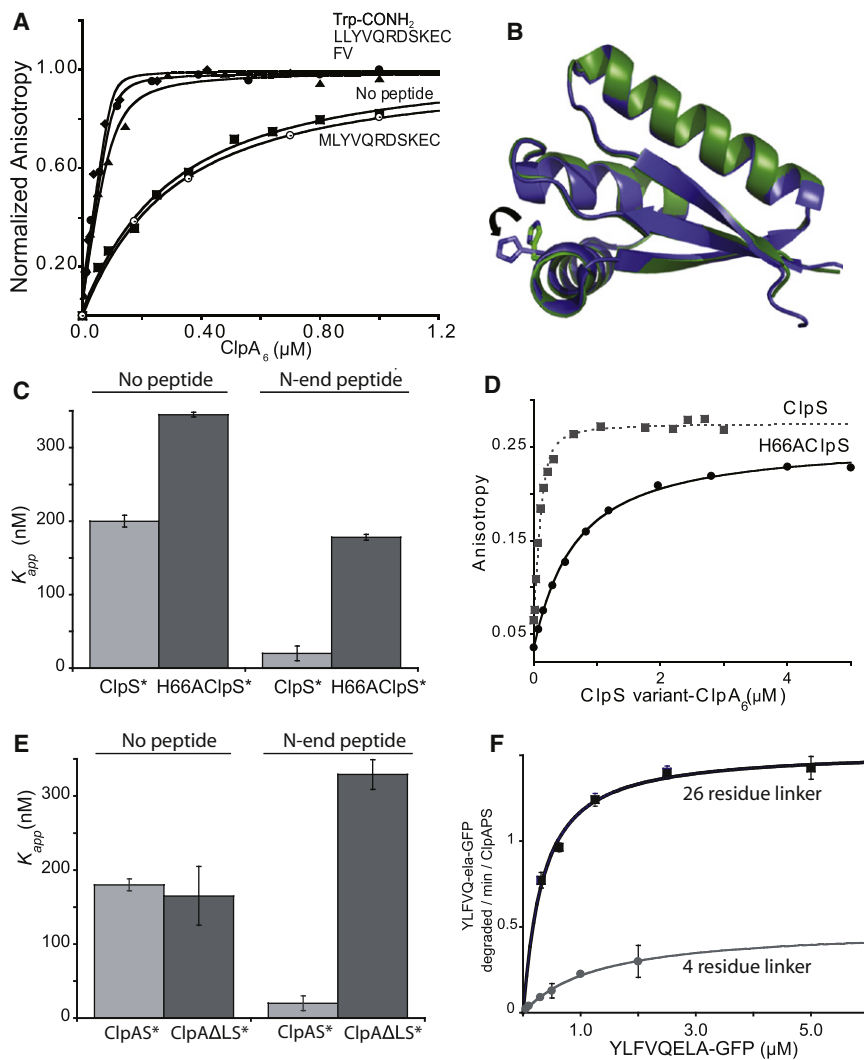 A
Trp-CONH2
LLYVQRDSKEC
FV
No peptide
MLYVQRDSKEC
Normalized Anisotropy
1.00
0.60
0.20
0.0
0.40
0.80
1.2
ClpA6 (µM)
B
C
No peptide
N-end peptide
Kapp (nM)
300
200
100
0
ClpS*
H66AClpS*
ClpS*
H66AClpS*
D
ClpS
H66AClpS
Anisotropy
0.25
0.15
0.05
0
2
4
ClpS variant-ClpA6(µM)
E
No peptide
N-end peptide
Kapp (nM)
300
200
100
0
ClpAS*
ClpAΔLS*
ClpAS*
ClpAΔLS*
F
26 residue linker
4 residue linker
YLFVQ-ela-GFP
degraded / min / ClpAPS
1
0.5
0
1.0
3.0
5.0
YLFVQELA-GFP (µM)